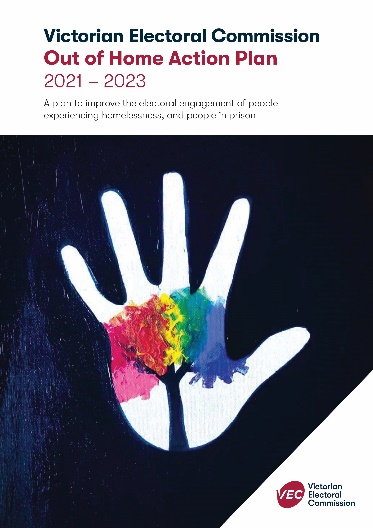 Victorian Electoral Commission
Out of Home Action Plan
2021 – 2023
A plan to improve the electoral engagement of people
experiencing homelessness, and people in prison
VEC
Victorian
Electoral
Commission